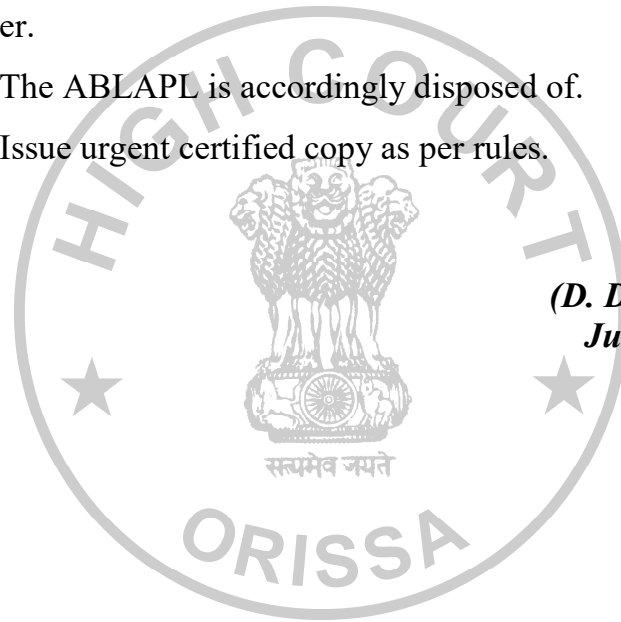 er.
The ABLAPL is accordingly disposed of.
Issue urgent certified copy as per rules.
HIGH COURT
(D. D
Ju
सत्यमेव जयते
ORISSA